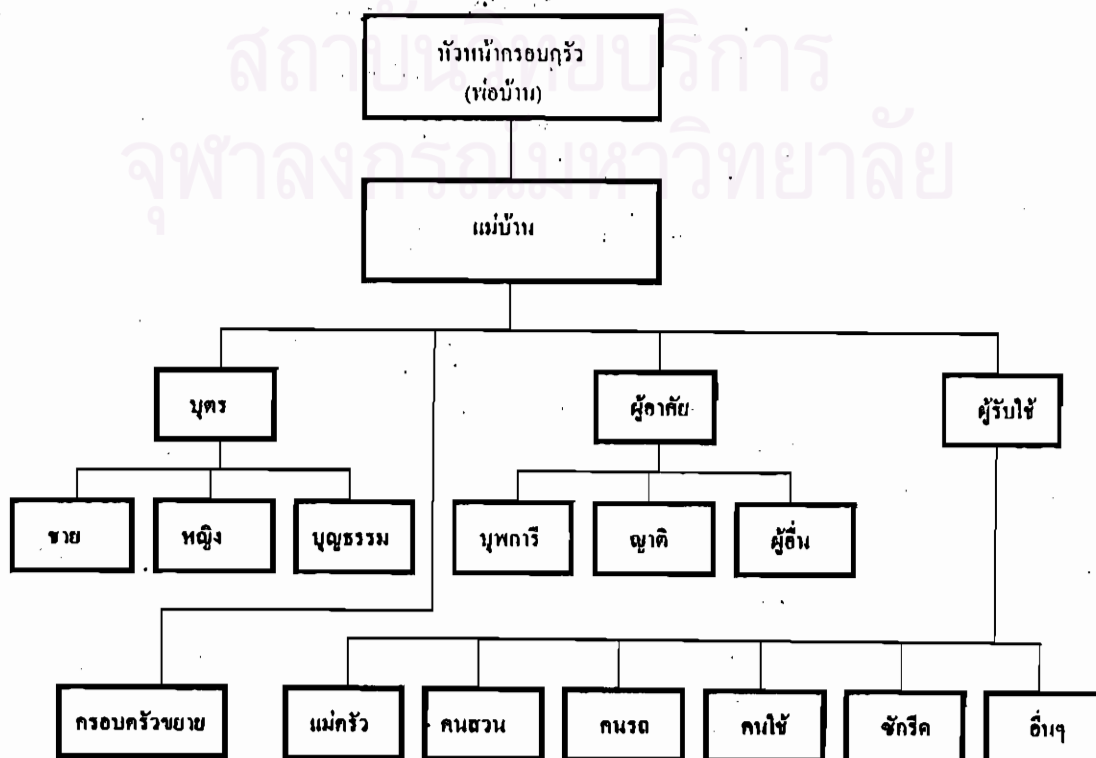 สถาบันวิทยบริการ
จุฬาลงกรณ์มหาวิทยาลัย
หัวหน้าครอบครัว
(พ่อบ้าน)
แม่บ้าน
บุตร
ผู้อาศัย
ผู้รับใช้
ชาย
หญิง
บุญธรรม
บุพการี
ญาติ
ผู้อื่น
ครอบครัวขยาย
แม่ครัว
คนสวน
คนรถ
คนใช้
ซักรีด
อื่นๆ